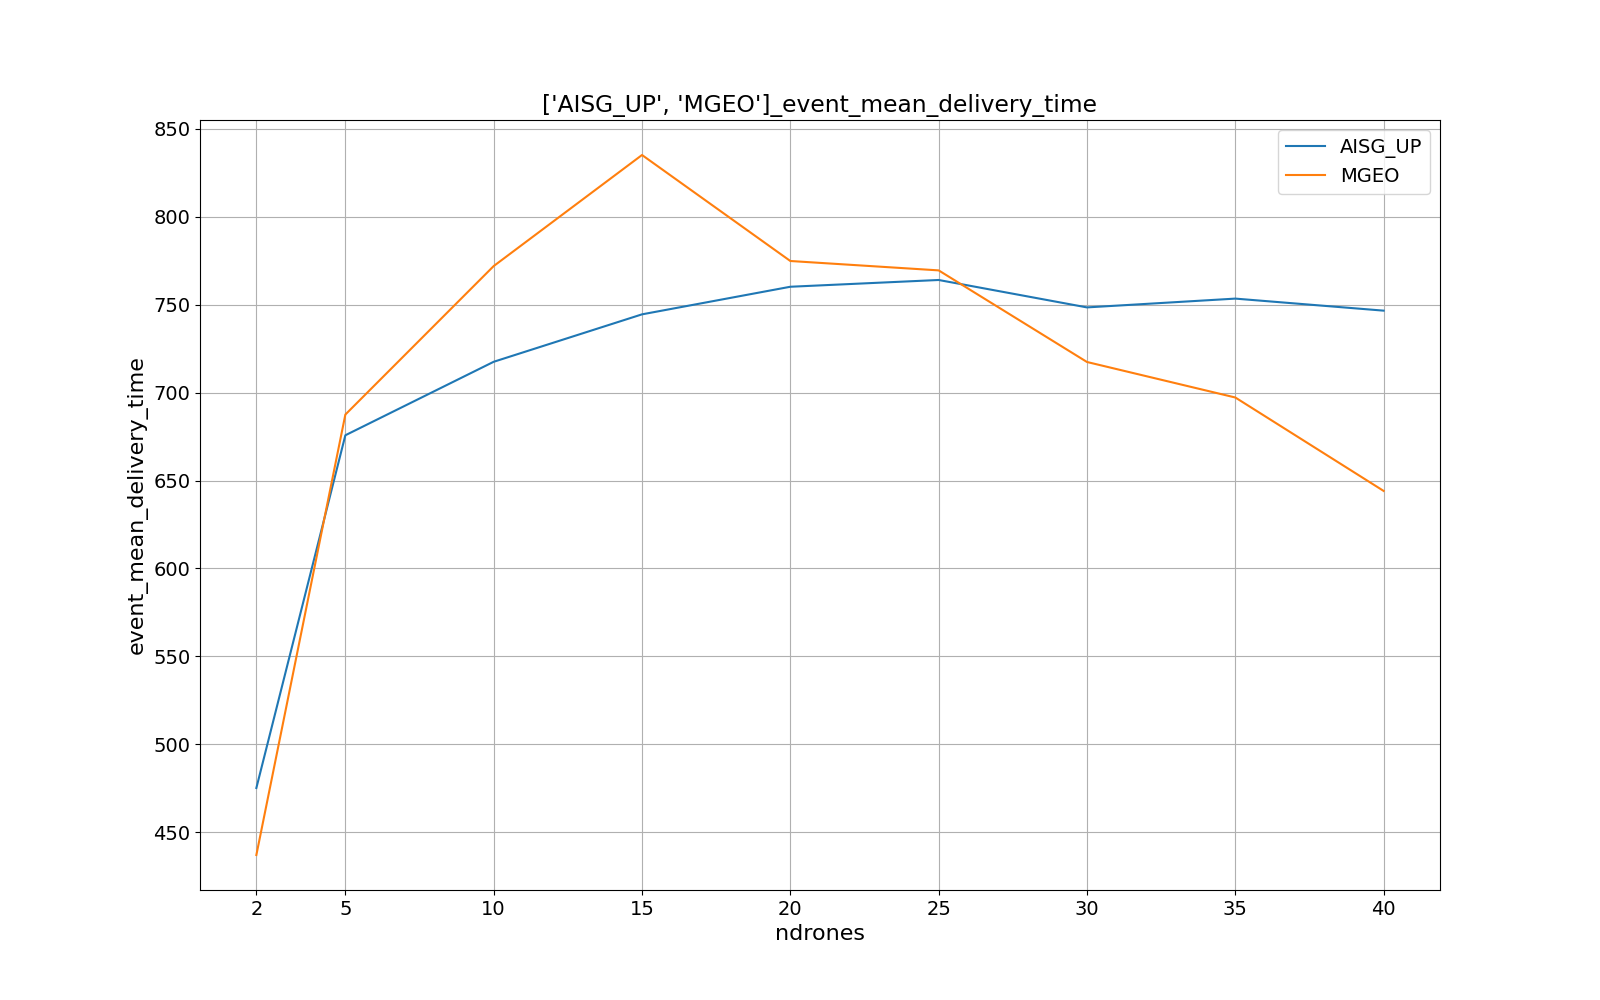 ['AISG_UP', 'MGEO']_event_mean_delivery_time
AISG_UP
MGEO
event_mean_delivery_time
850
800
750
700
650
600
550
500
450
2 5 10 15 20 25 30 35 40
ndrones